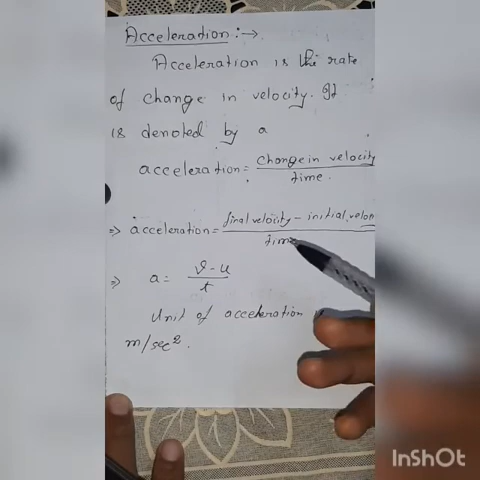 Acceleration :→
Acceleration is the rate
of change in velocity. It
is denoted by a
acceleration = change in velocity
time.
⇒ acceleration = final velocity - initial velo
time
⇒ a = v - u
t
Unit of acceleration
m/sec².
InShOt